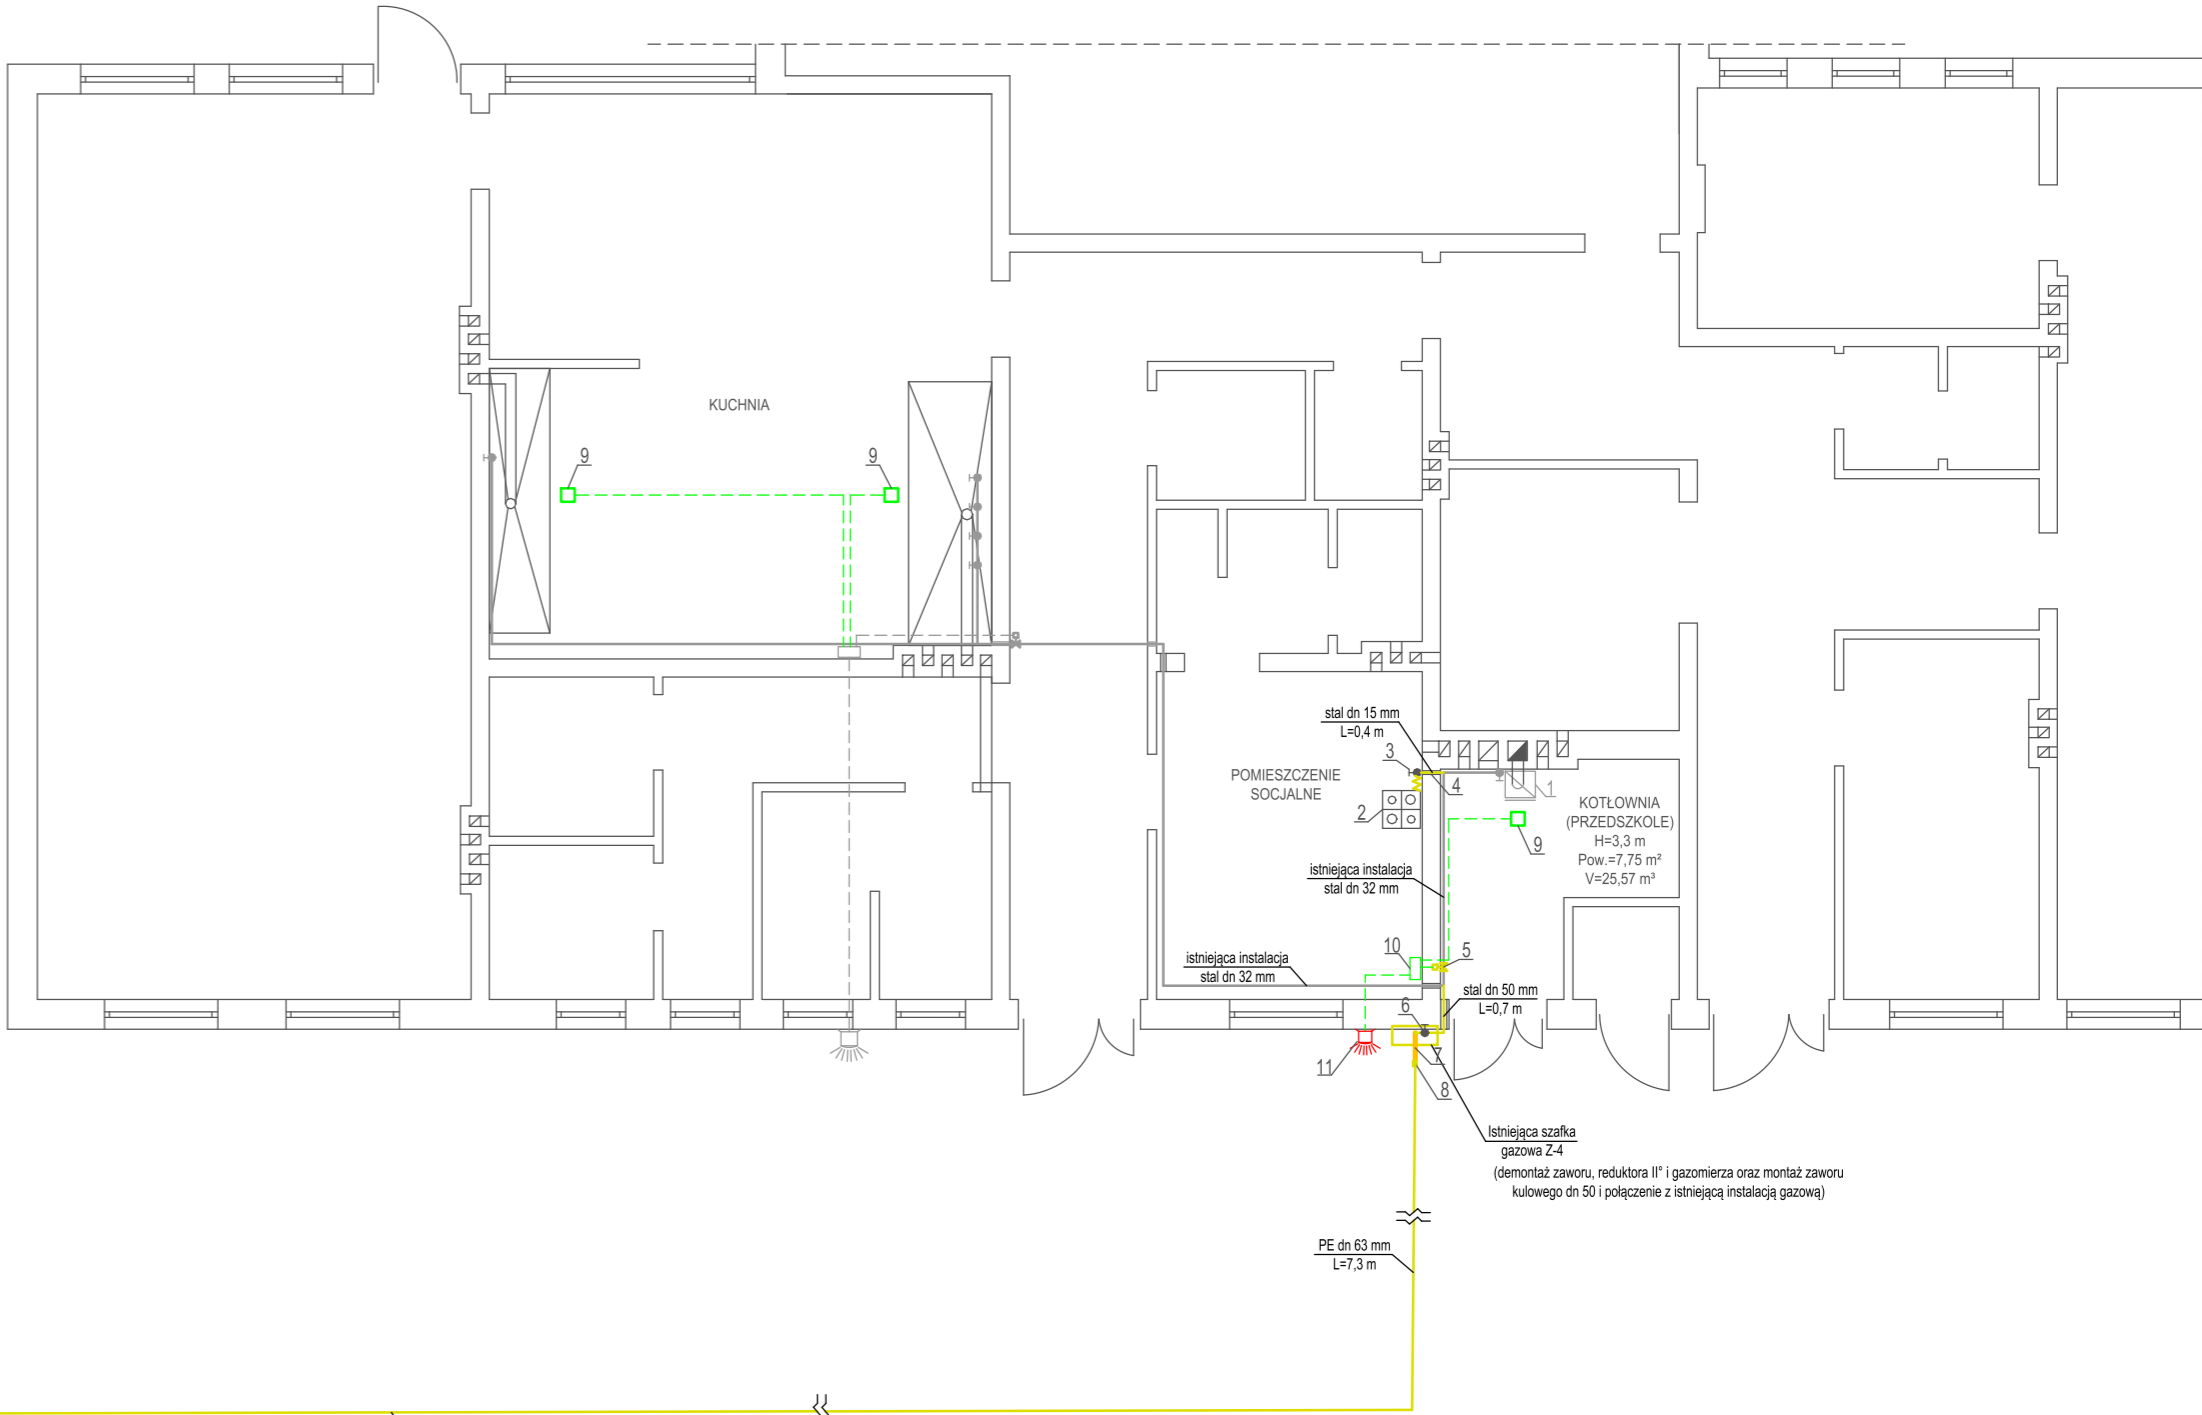 KUCHNIA
9
9
stal dn 15 mm
L=0,4 m
3
4
1
POMIESZCZENIE
SOCJALNE
2
KOTŁOWNIA
(PRZEDSZKOLE)
H=3,3 m
Pow.=7,75 m²
V=25,57 m³
9
istniejąca instalacja
stal dn 32 mm
10
5
istniejąca instalacja
stal dn 32 mm
stal dn 50 mm
L=0,7 m
6
7
11
8
Istniejąca szafka
gazowa Z-4
(demontaż zaworu, reduktora II° i gazomierza oraz montaż zaworu
kulowego dn 50 i połączenie z istniejącą instalacją gazową)
PE dn 63 mm
L=7,3 m